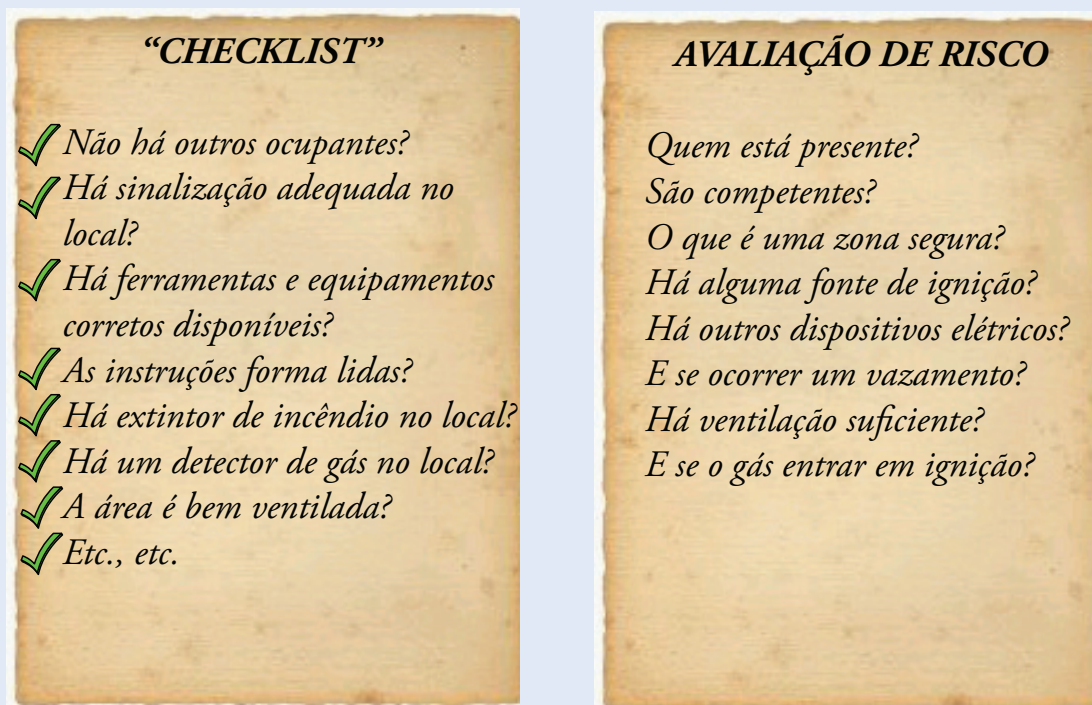 “CHECKLIST”
Não há outros ocupantes?
Há sinalização adequada no
local?
Há ferramentas e equipamentos
corretos disponíveis?
As instruções forma lidas?
Há extintor de incêndio no local?
Há um detector de gás no local?
A área é bem ventilada?
Etc., etc.
AVALIAÇÃO DE RISCO
Quem está presente?
São competentes?
O que é uma zona segura?
Há alguma fonte de ignição?
Há outros dispositivos elétricos?
E se ocorrer um vazamento?
Há ventilação suficiente?
E se o gás entrar em ignição?